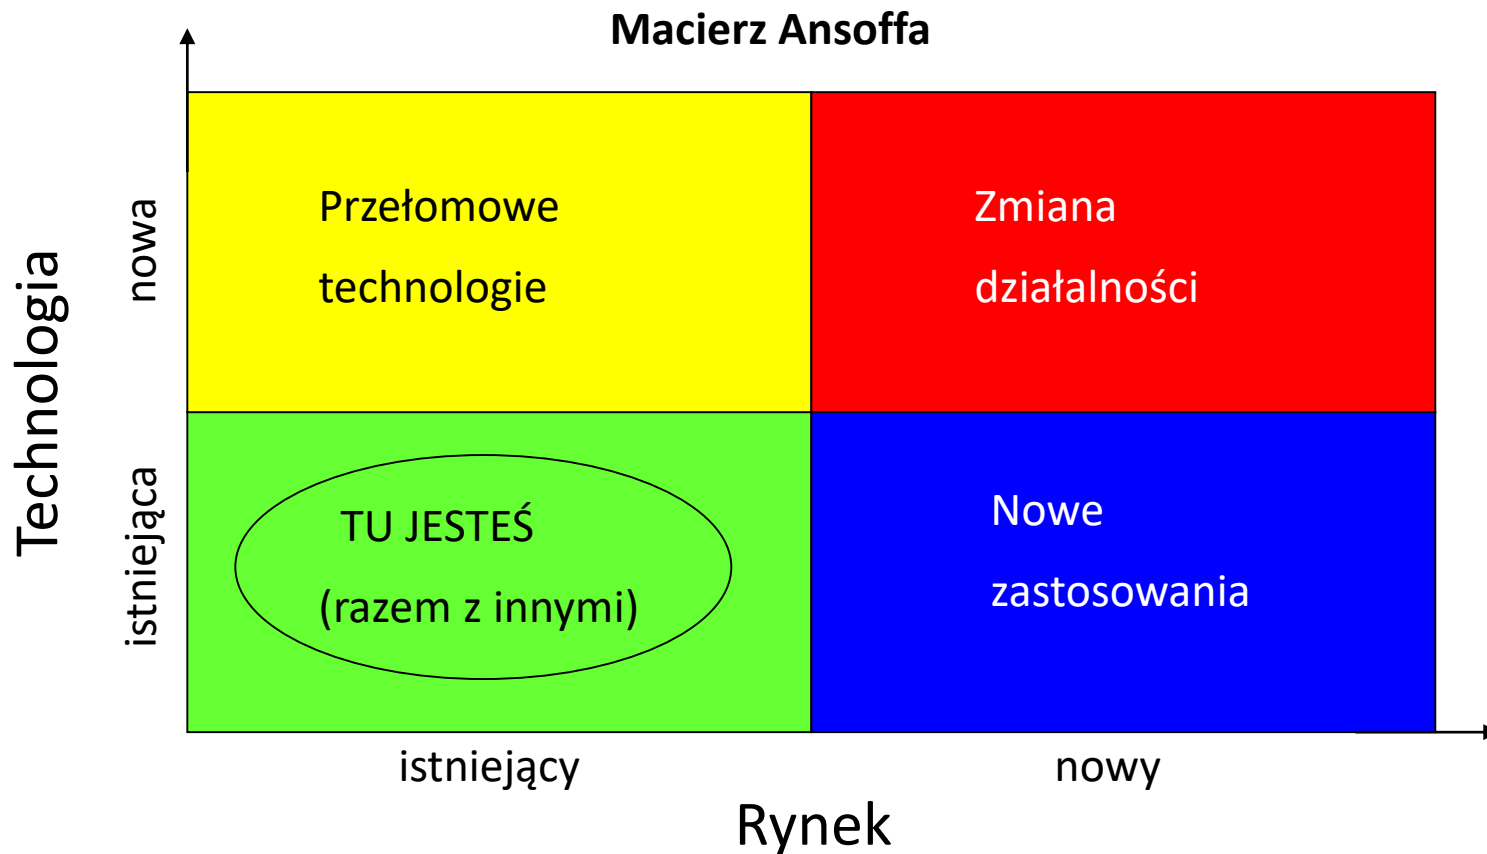 Macierz Ansoffa
Technologia
nowa
istniejąca
Przełomowe
technologie
Zmiana
działalności
TU JESTEŚ
(razem z innymi)
Nowe
zastosowania
istniejący
nowy
Rynek